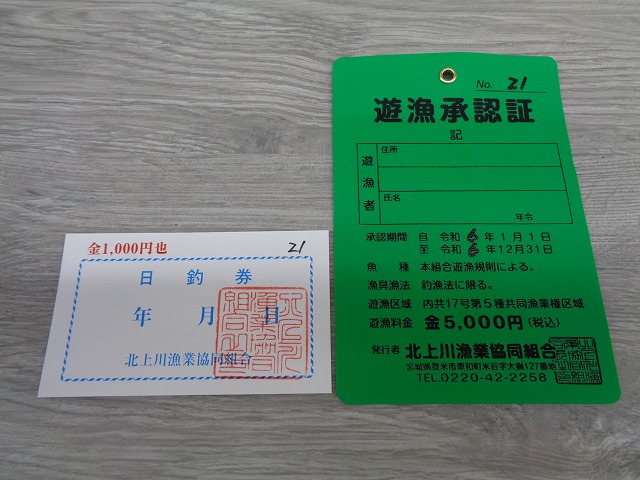 金1,000円也
21
日釣券
年 月 日
北上川漁業協同組合
No. 21
遊漁承認証
記
遊漁者
住所
氏名
年令
承認期間 自 令和6年1月1日
至 令和6年12月31日
魚種 本組合遊漁規則による。
漁具漁法 釣漁法に限る。
遊漁区域 内共17号第5種共同漁業権区域
遊漁料金 金5,000円(税込)
発行者 北上川漁業協同組合
宮城県登米市東和町米谷字大嶺127番地
TEL.0220-42-2258